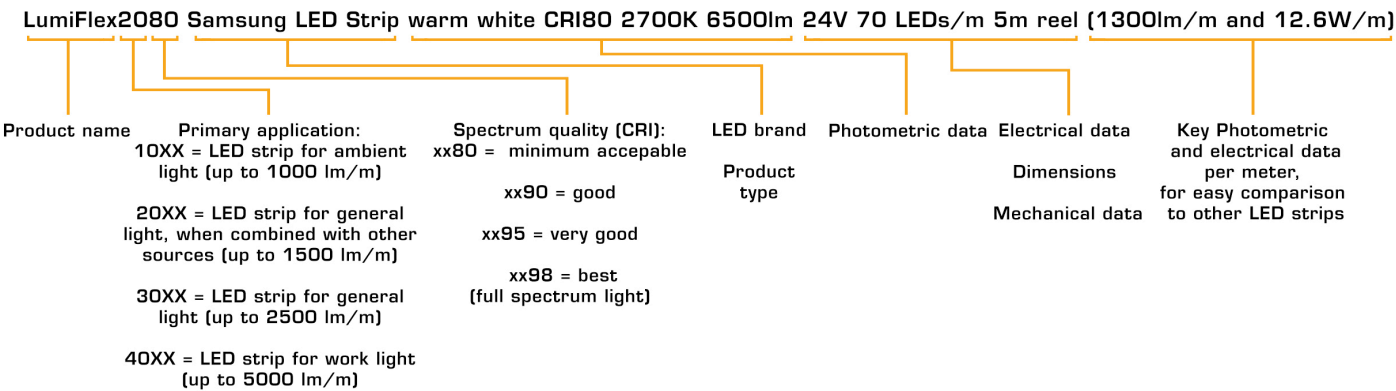 LumiFlex2080 Samsung LED Strip warm white CRI80 2700K 6500lm 24V 70 LEDs/m 5m reel (1300lm/m and 12.6W/m)
Product name
Primary application:
10XX = LED strip for ambient
light (up to 1000 lm/m)
20XX = LED strip for general
light, when combined with other
sources (up to 1500 lm/m)
30XX = LED strip for general
light (up to 2500 lm/m)
40XX = LED strip for work light
(up to 5000 lm/m)
Spectrum quality (CRI):
xx80 = minimum accepable
xx90 = good
xx95 = very good
xx98 = best
(full spectrum light)
LED brand
Product
type
Photometric data
Electrical data
Dimensions
Mechanical data
Key Photometric
and electrical data
per meter,
for easy comparison
to other LED strips